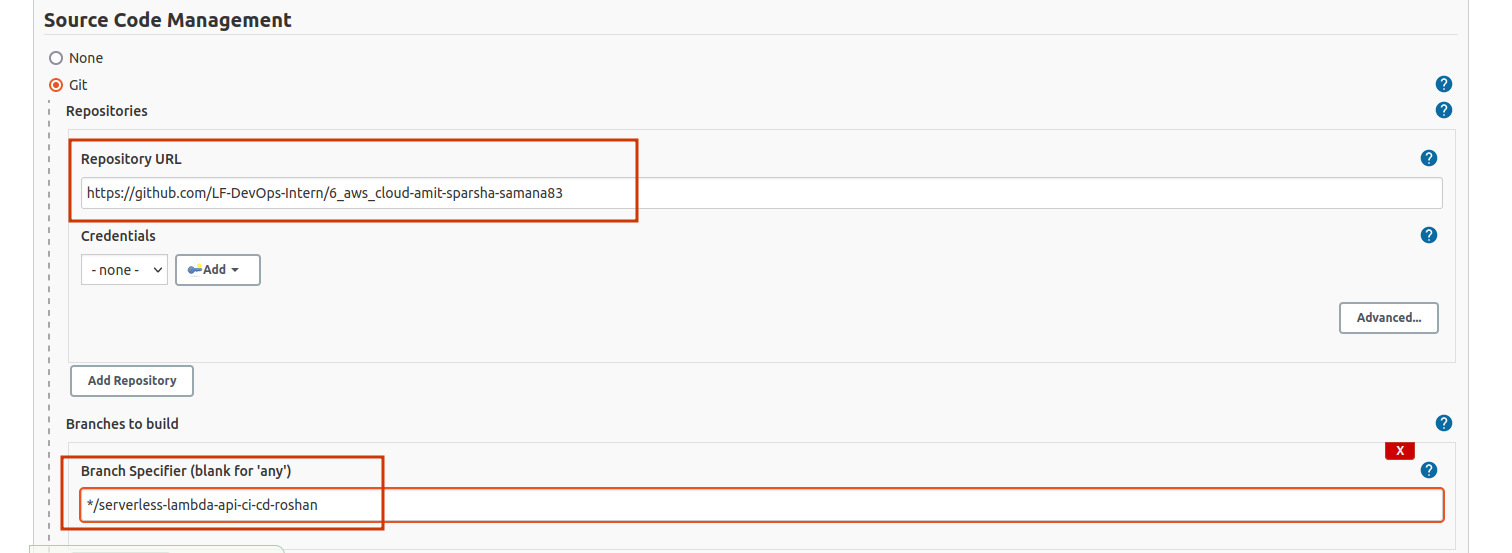 Source Code Management
None
Git
?
Repositories
?
Repository URL
?
https://github.com/LF-DevOps-Intern/6_aws_cloud-amit-sparsha-samana83
Credentials
?
- none -
Add
Advanced...
Add Repository
Branches to build
?
X
Branch Specifier (blank for 'any')
?
*/serverless-lambda-api-ci-cd-roshan